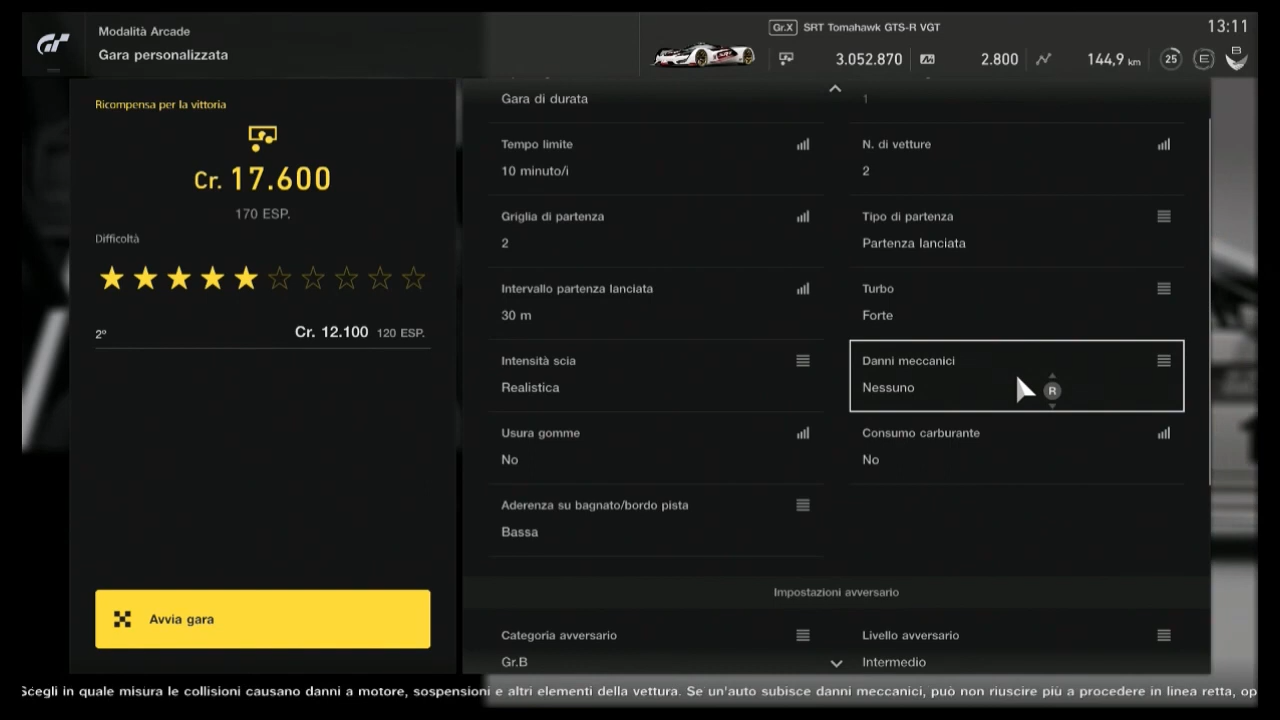 Modalità Arcade
Gara personalizzata
Gr.X SRT Tomahawk GTS-R VGT
3.052.870 2.800 144,9 km 25 E B
13:11
Ricompensa per la vittoria
Cr. 17.600
170 ESP.
Difficoltà
2º Cr. 12.100 120 ESP.
Avvia gara
Gara di durata 1
Tempo limite N. di vetture
10 minuto/i 2
Griglia di partenza Tipo di partenza
2 Partenza lanciata
Intervallo partenza lanciata Turbo
30 m Forte
Intensità scia Danni meccanici
Realistica Nessuno
R
Usura gomme Consumo carburante
No No
Aderenza su bagnato/bordo pista
Bassa
Impostazioni avversario
Categoria avversario Livello avversario
Gr.B Intermedio
Scegli in quale misura le collisioni causano danni a motore, sospensioni e altri elementi della vettura. Se un'auto subisce danni meccanici, può non riuscire più a procedere in linea retta, op